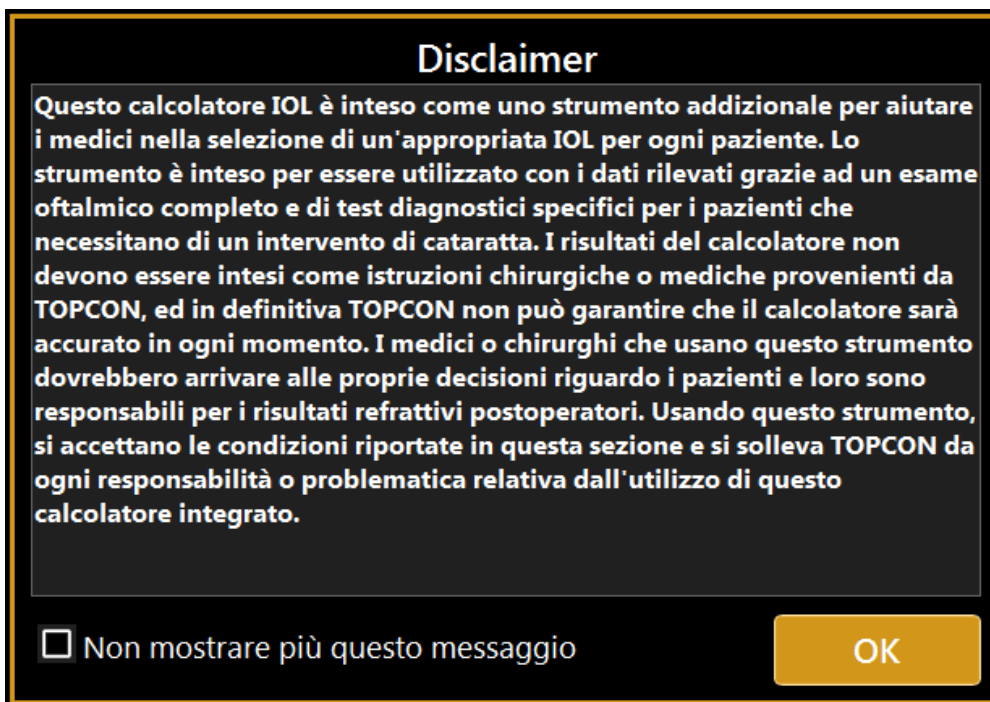 Disclaimer
Questo calcolatore IOL è inteso come uno strumento addizionale per aiutare
i medici nella selezione di un'appropriata IOL per ogni paziente. Lo
strumento è inteso per essere utilizzato con i dati rilevati grazie ad un esame
oftalmico completo e di test diagnostici specifici per i pazienti che
necessitano di un intervento di cataratta. I risultati del calcolatore non
devono essere intesi come istruzioni chirurgiche o mediche provenienti da
TOPCON, ed in definitiva TOPCON non può garantire che il calcolatore sarà
accurato in ogni momento. I medici o chirurghi che usano questo strumento
dovrebbero arrivare alle proprie decisioni riguardo i pazienti e loro sono
responsabili per i risultati refrattivi postoperatori. Usando questo strumento,
si accettano le condizioni riportate in questa sezione e si solleva TOPCON da
ogni responsabilità o problematica relativa dall'utilizzo di questo
calcolatore integrato.
Non mostrare più questo messaggio
OK